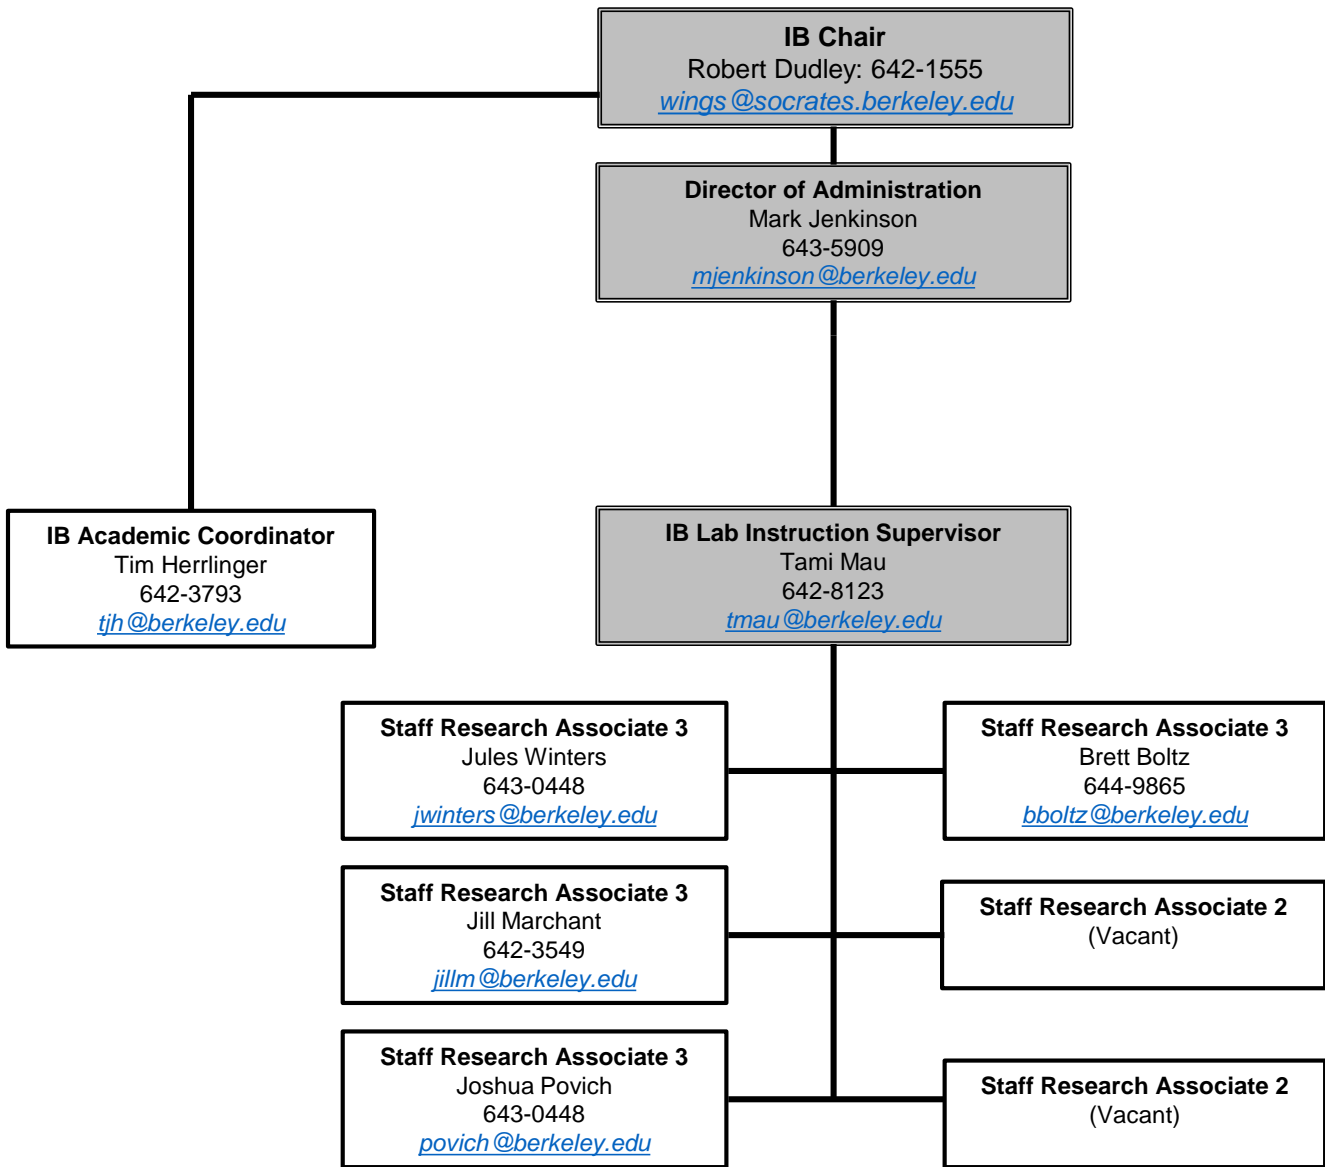 IB Chair
Robert Dudley: 642-1555
wings@socrates.berkeley.edu
Director of Administration
Mark Jenkinson
643-5909
mjenkinson@berkeley.edu
IB Academic Coordinator
Tim Herrlinger
642-3793
tjh@berkeley.edu
IB Lab Instruction Supervisor
Tami Mau
642-8123
tmau@berkeley.edu
Staff Research Associate 3
Jules Winters
643-0448
jwinters@berkeley.edu
Staff Research Associate 3
Brett Boltz
644-9865
bboltz@berkeley.edu
Staff Research Associate 3
Jill Marchant
642-3549
jillm@berkeley.edu
Staff Research Associate 2
(Vacant)
Staff Research Associate 3
Joshua Povich
643-0448
povich@berkeley.edu
Staff Research Associate 2
(Vacant)